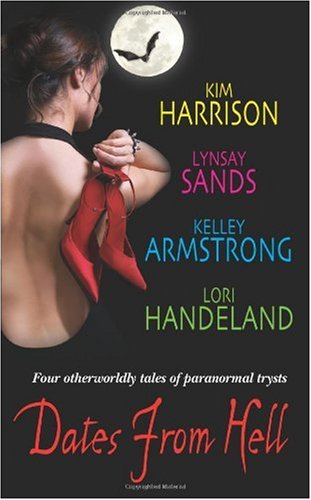 KIM
HARRISON
LYNSAY
SANDS
KELLEY
ARMSTRONG
LORI
HANDELAND
Four otherworldly tales of paranormal trysts
Dates From Hell